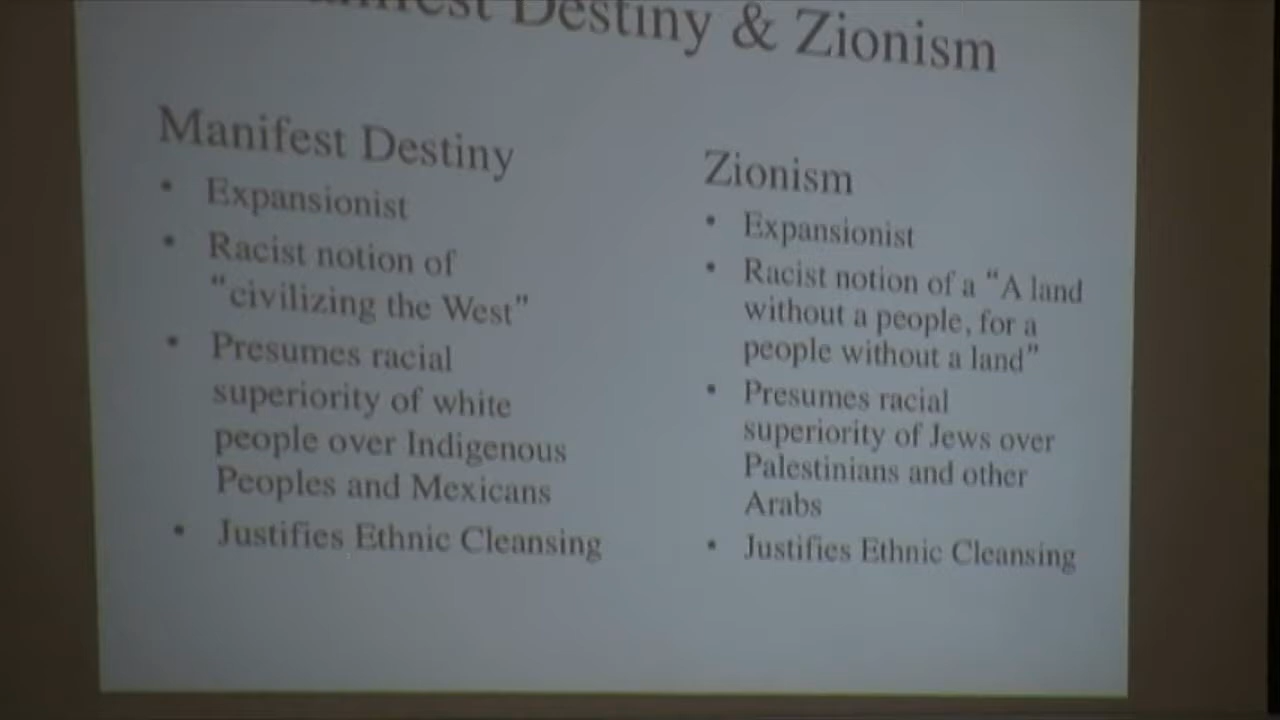 Destiny & Zionism
Manifest Destiny
• Expansionist
• Racist notion of
“civilizing the West”
• Presumes racial
superiority of white
people over Indigenous
Peoples and Mexicans
• Justifies Ethnic Cleansing
Zionism
• Expansionist
• Racist notion of a “A land
without a people, for a
people without a land”
• Presumes racial
superiority of Jews over
Palestinians and other
Arabs
• Justifies Ethnic Cleansing